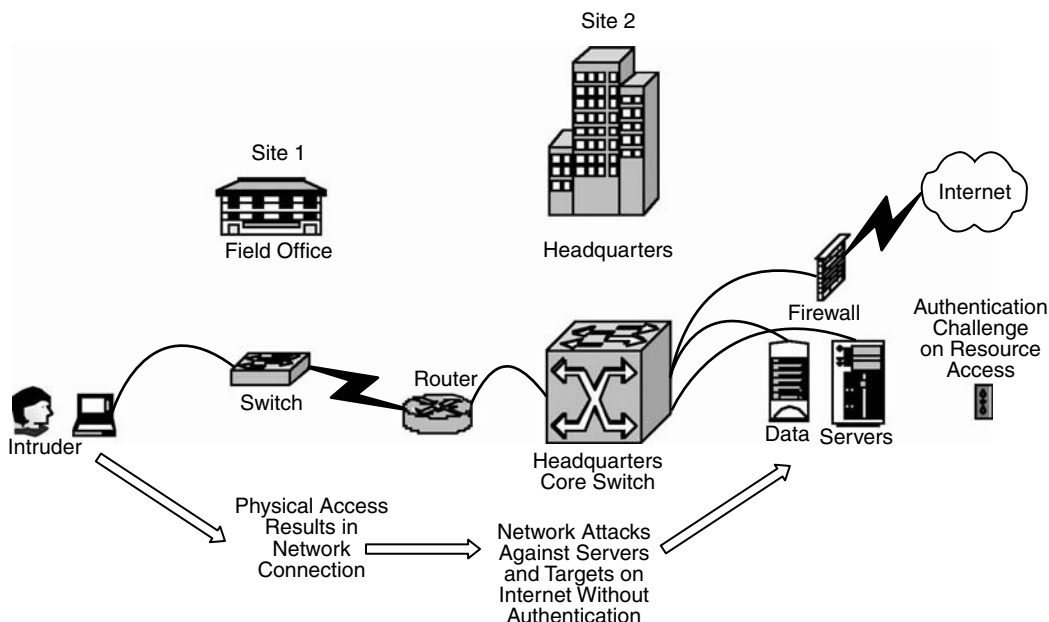 Site 2
Site 1
Field Office
Headquarters
Internet
Firewall
Authentication
Challenge
on Resource
Access
Switch
Router
Intruder
Headquarters
Core Switch
Data
Servers
Physical Access
Results in
Network
Connection
Network Attacks
Against Servers
and Targets on
Internet Without
Authentication